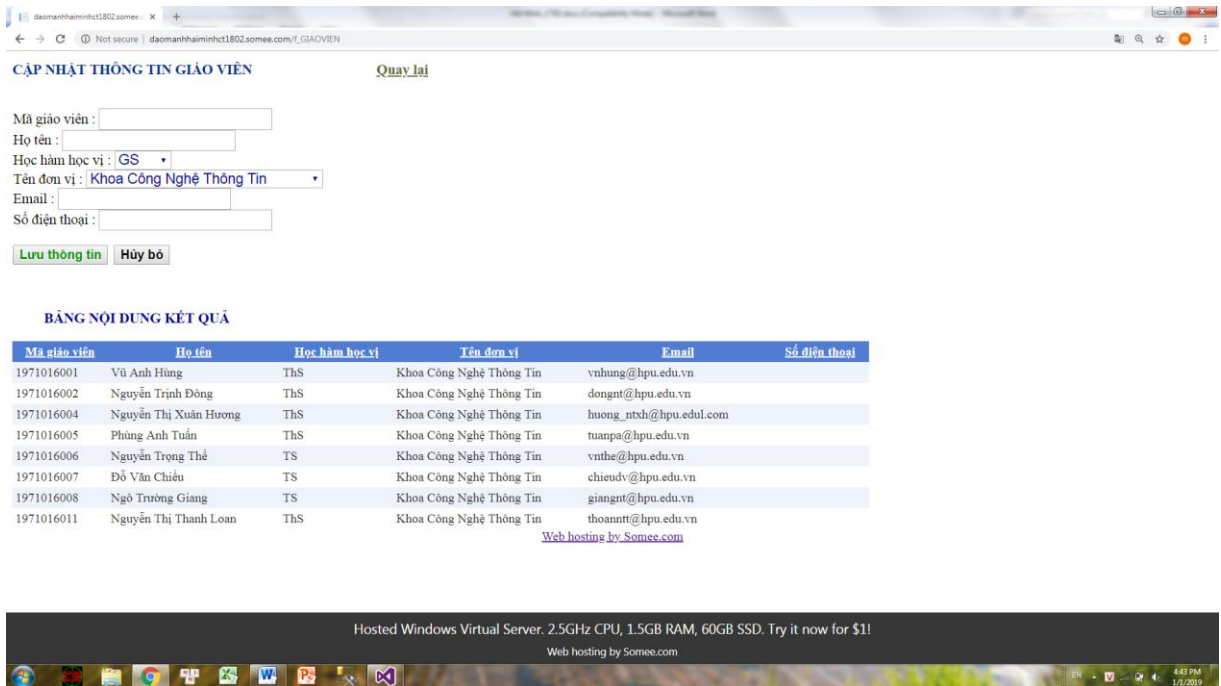 daomanhhaiminhct1802.somee.
Not secure | daomanhhaiminhct1802.somee.com/f_GIAOVIEN
CẬP NHẬT THÔNG TIN GIÁO VIÊN Quay lại
Mã giáo viên :
Họ tên :
Học hàm học vị : GS
Tên đơn vị : Khoa Công Nghệ Thông Tin
Email :
Số điện thoại :
Lưu thông tin Hủy bỏ
BẢNG NỘI DUNG KẾT QUẢ
Mã giáo viên Họ tên Học hàm học vị Tên đơn vị Email Số điện thoại
1971016001 Vũ Anh Hùng ThS Khoa Công Nghệ Thông Tin vnhung@hpu.edu.vn
1971016002 Nguyễn Trịnh Đông ThS Khoa Công Nghệ Thông Tin dongnt@hpu.edu.vn
1971016004 Nguyễn Thị Xuân Hương ThS Khoa Công Nghệ Thông Tin huong_ntxh@hpu.edul.com
1971016005 Phùng Anh Tuấn ThS Khoa Công Nghệ Thông Tin tuanpa@hpu.edu.vn
1971016006 Nguyễn Trọng Thể TS Khoa Công Nghệ Thông Tin vnthe@hpu.edu.vn
1971016007 Đỗ Văn Chiểu TS Khoa Công Nghệ Thông Tin chieudv@hpu.edu.vn
1971016008 Ngô Trường Giang TS Khoa Công Nghệ Thông Tin giangnt@hpu.edu.vn
1971016011 Nguyễn Thị Thanh Loan ThS Khoa Công Nghệ Thông Tin thoanntt@hpu.edu.vn
Web hosting by Somee.com
Hosted Windows Virtual Server. 2.5GHz CPU, 1.5GB RAM, 60GB SSD. Try it now for $1!
Web hosting by Somee.com
EN
4:43 PM
1/1/2019